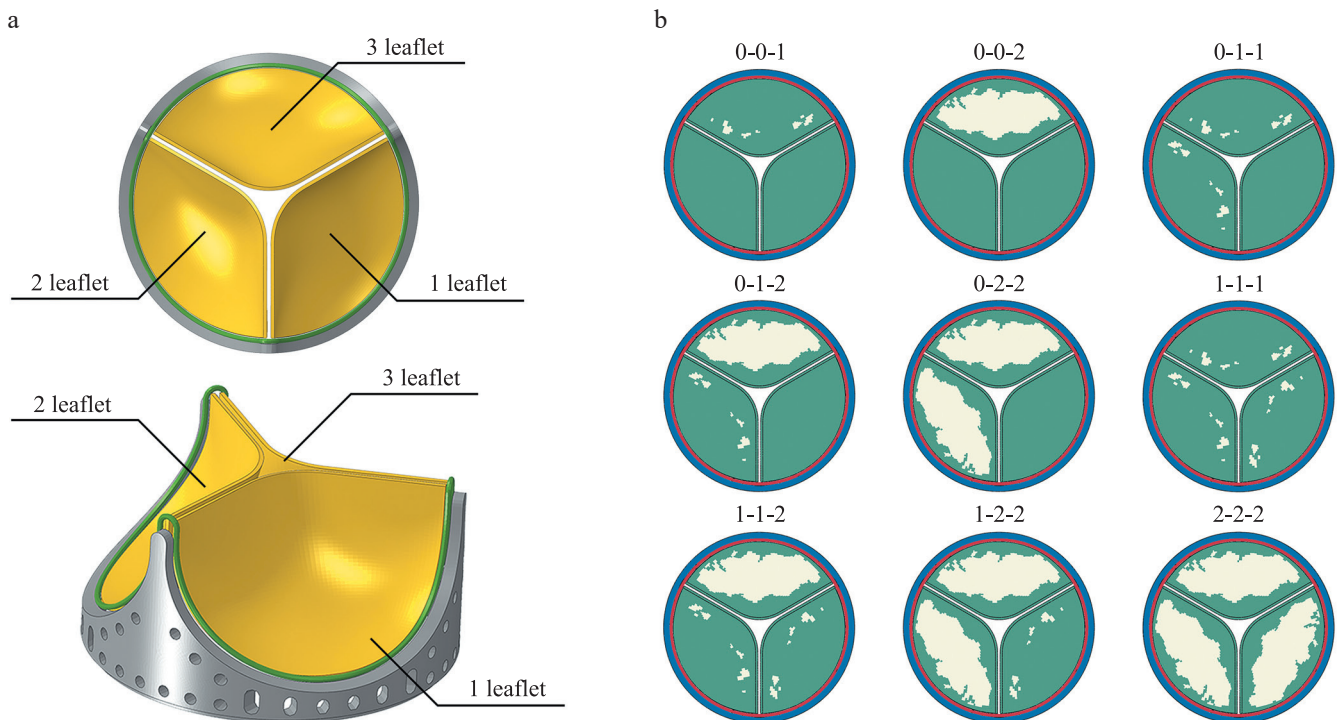 a
3 leaflet
2 leaflet
1 leaflet
3 leaflet
2 leaflet
1 leaflet
b
0-0-1
0-0-2
0-1-1
0-1-2
0-2-2
1-1-1
1-1-2
1-2-2
2-2-2